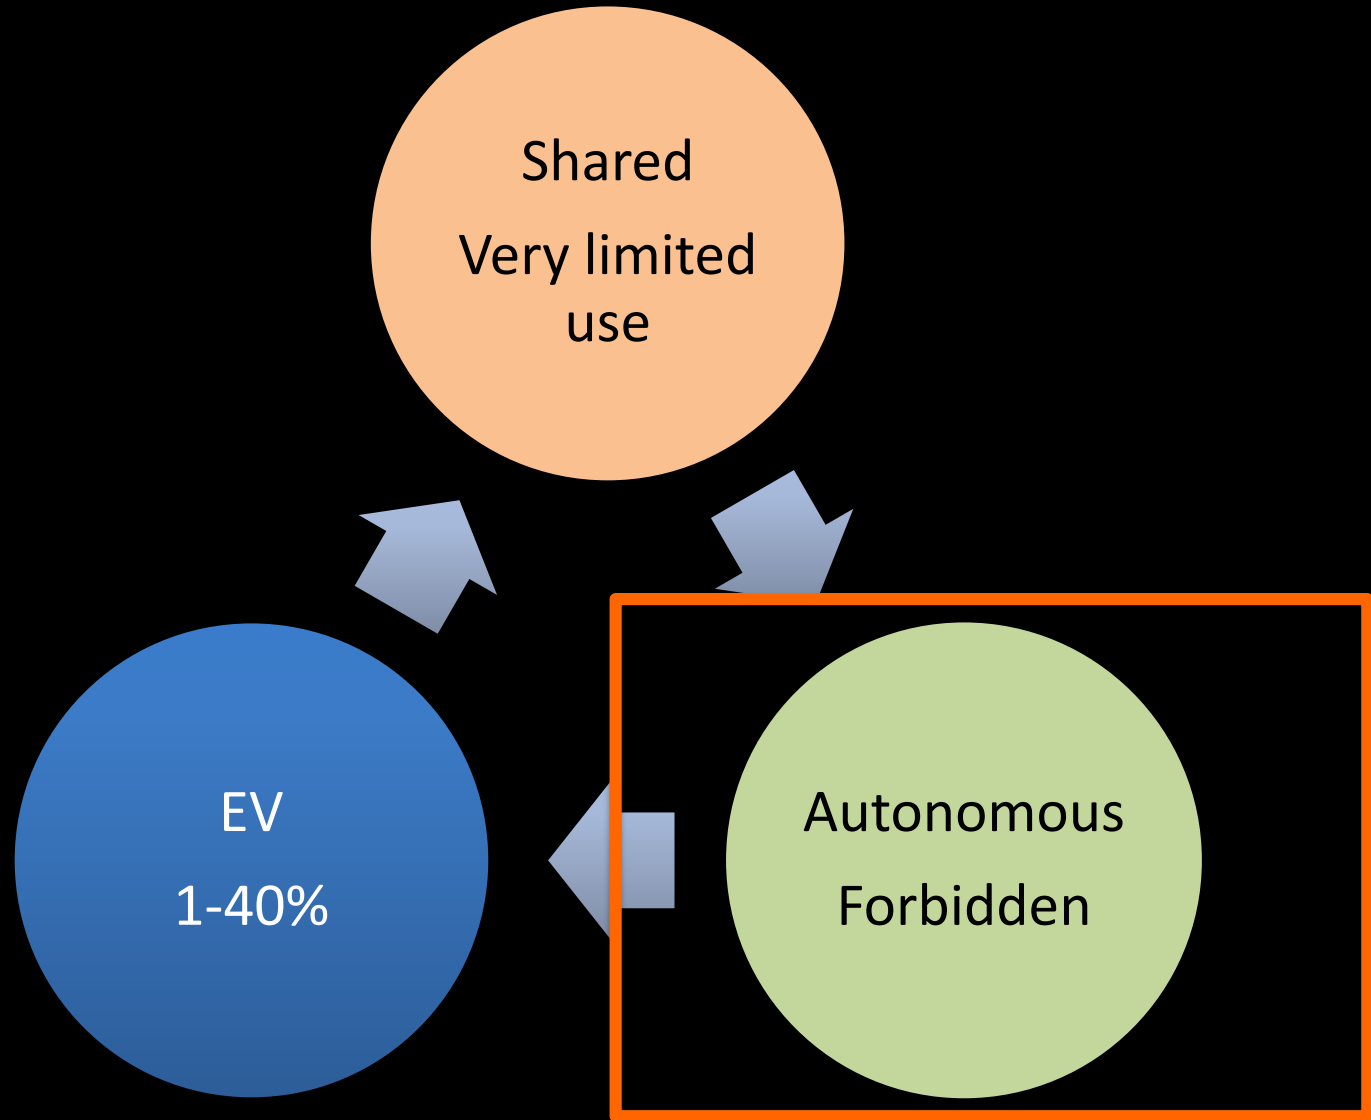 Shared
Very limited
use
EV
1-40%
Autonomous
Forbidden